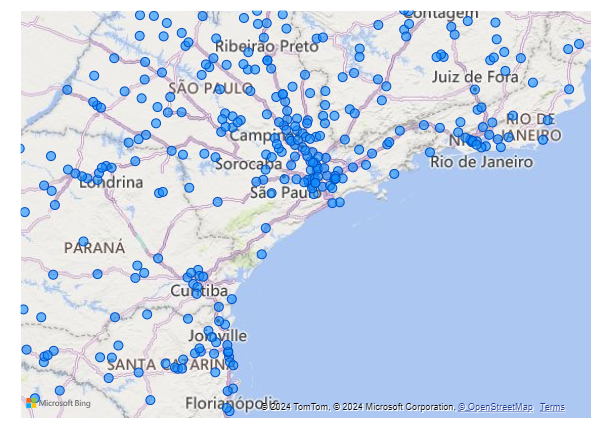 Contagem
Ribeirão Preto
Juiz de Fora
SÃO PAULO
RIO DE
JANEIRO
Campin
Sorocaba
Rio de Janeiro
Londrina
São Paulo
PARANÁ
Curitiba
Joinville
SANTA CATARINA
Florianópolis
Microsoft Bing
© 2024 TomTom, © 2024 Microsoft Corporation, © OpenStreetMap Terms